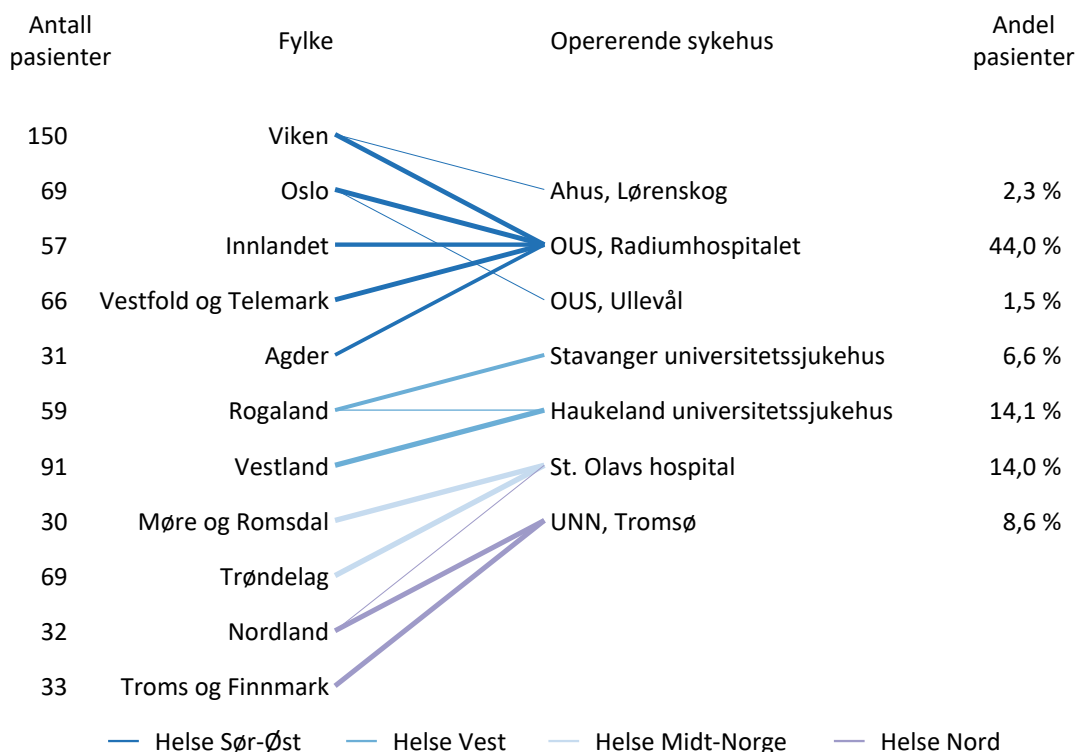 Antall pasienter Fylke Opererende sykehus Andel pasienter
150 Viken
69 Oslo Ahus, Lørenskog 2,3 %
57 Innlandet OUS, Radiumhospitalet 44,0 %
66 Vestfold og Telemark OUS, Ullevål 1,5 %
31 Agder Stavanger universitetssjukehus 6,6 %
59 Rogaland Haukeland universitetssjukehus 14,1 %
91 Vestland St. Olavs hospital 14,0 %
30 Møre og Romsdal UNN, Tromsø 8,6 %
69 Trøndelag
32 Nordland
33 Troms og Finnmark
Helse Sør-Øst Helse Vest Helse Midt-Norge Helse Nord